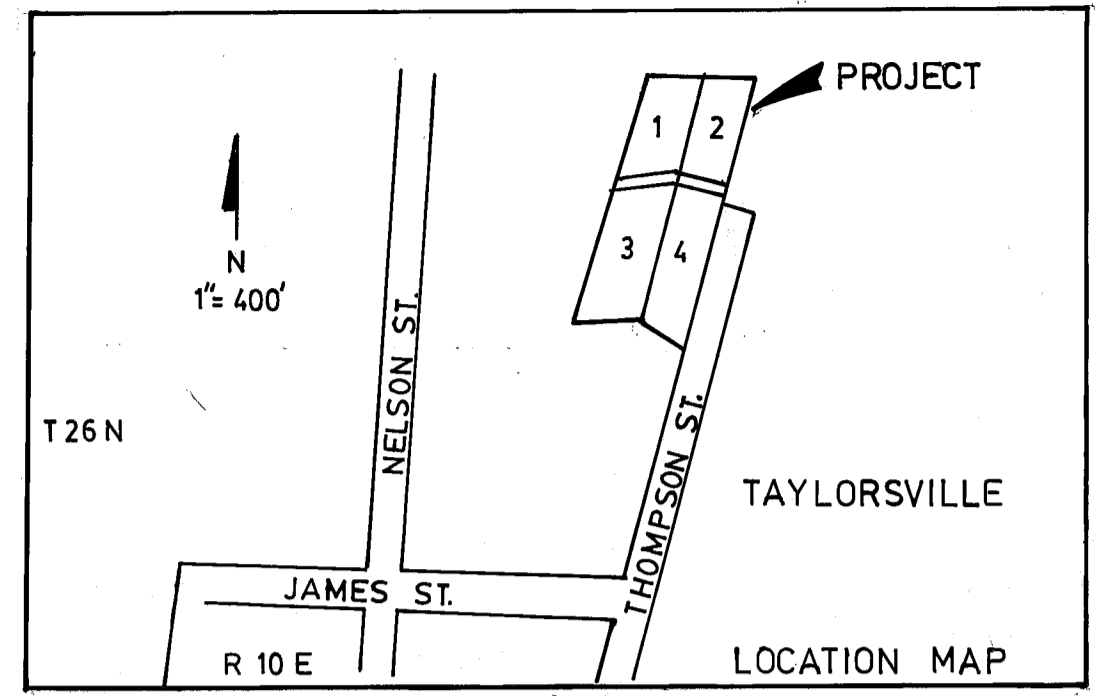 PROJECT
1
2
N
1"= 400'
3
4
NELSON ST.
T 26 N
THOMPSON ST.
TAYLORSVILLE
JAMES ST.
R 10 E
LOCATION MAP